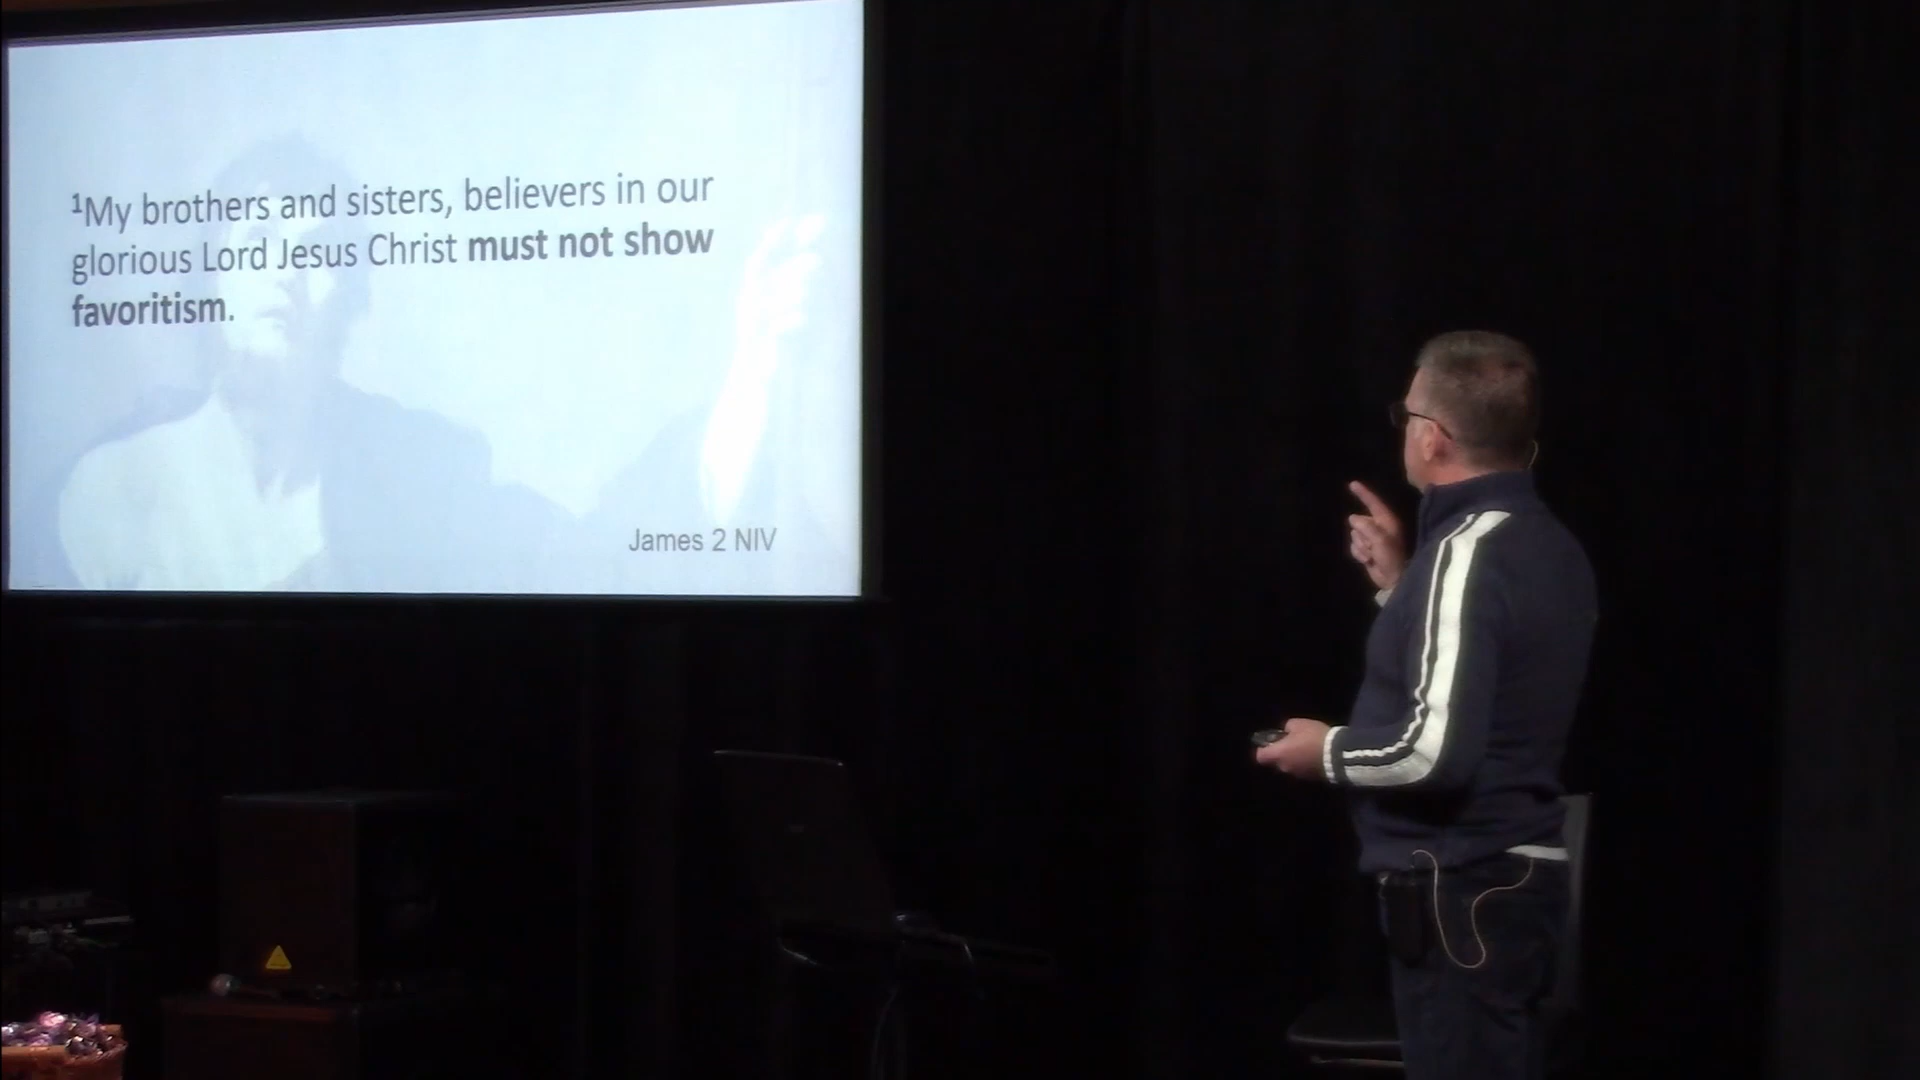 ¹My brothers and sisters, believers in our
glorious Lord Jesus Christ must not show
favoritism.
James 2 NIV